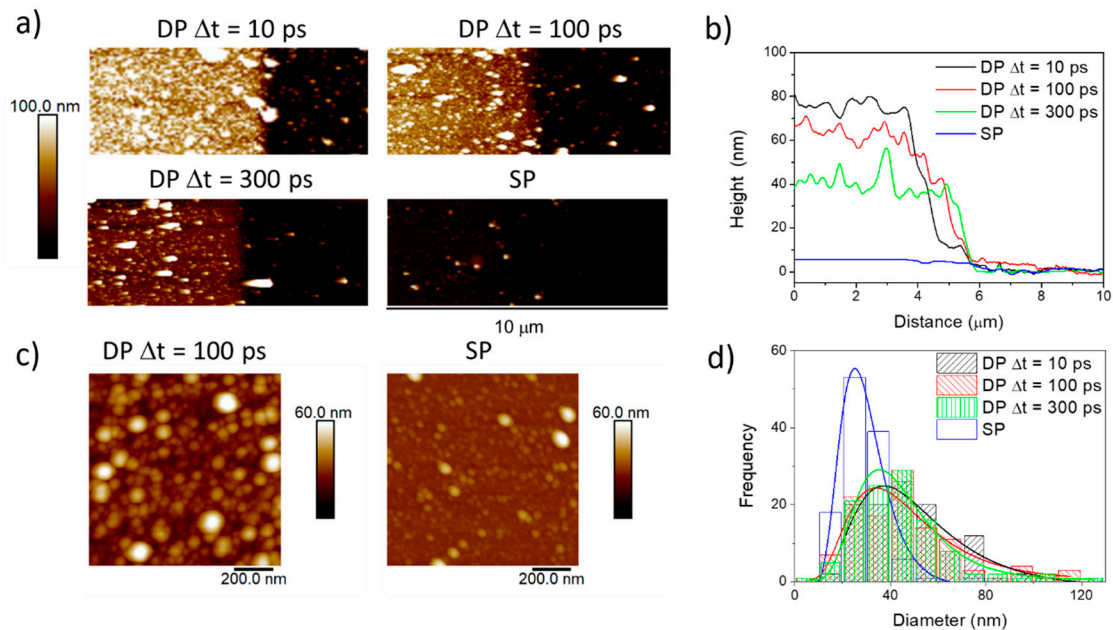 a)
DP Δt = 10 ps
DP Δt = 100 ps
100.0 nm
DP Δt = 300 ps
SP
10 μm
b)
100
80
60
40
20
0
Height (nm)
DP Δt = 10 ps
DP Δt = 100 ps
DP Δt = 300 ps
SP
0 2 4 6 8 10
Distance (μm)
c)
DP Δt = 100 ps
SP
60.0 nm
60.0 nm
200.0 nm
200.0 nm
d)
60
40
20
0
Frequency
DP Δt = 10 ps
DP Δt = 100 ps
DP Δt = 300 ps
SP
0 40 80 120
Diameter (nm)